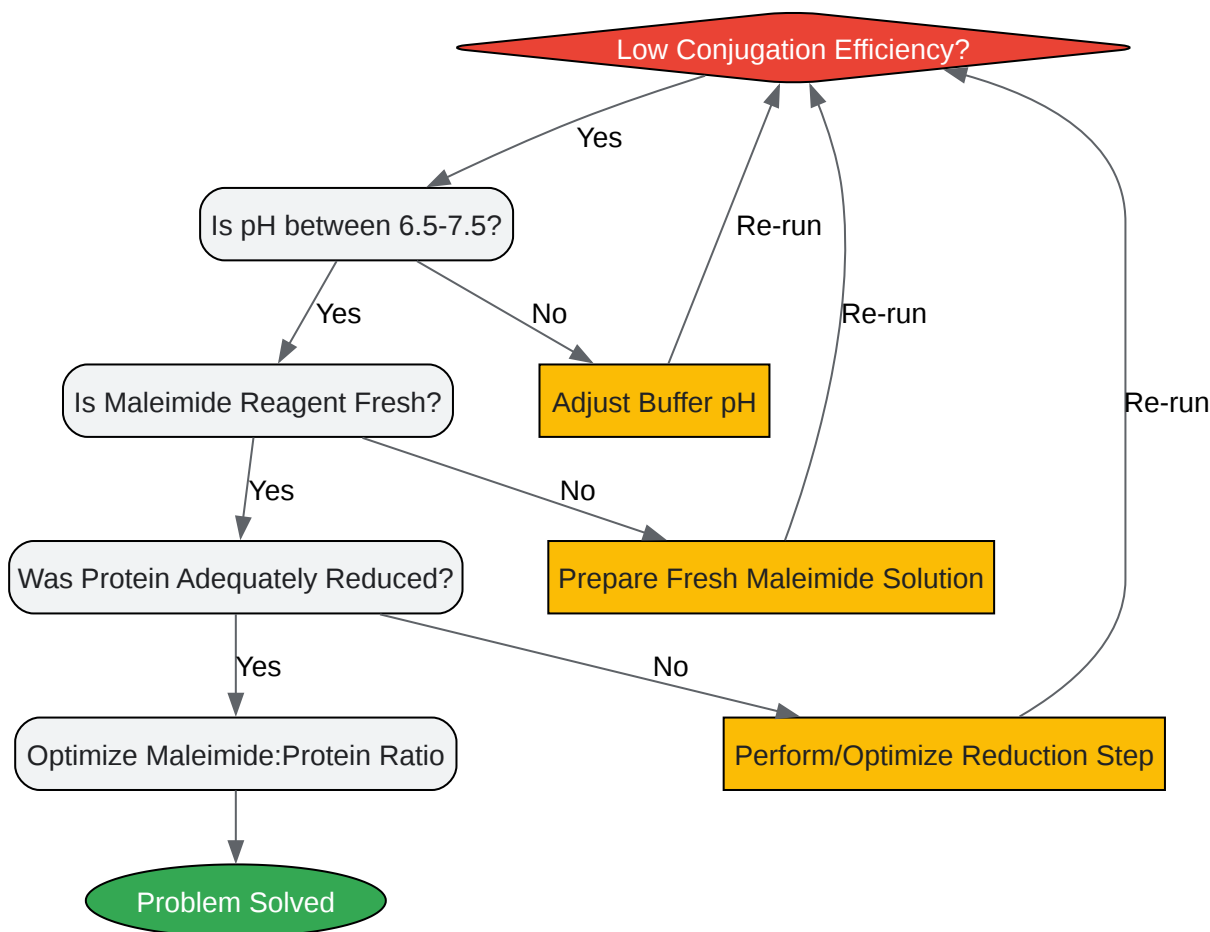 Low Conjugation Efficiency?
Yes
Is pH between 6.5-7.5?
Re-run
Yes
No
Re-run
Is Maleimide Reagent Fresh?
Adjust Buffer pH
Re-run
Yes
No
Was Protein Adequately Reduced?
Prepare Fresh Maleimide Solution
Yes
No
Optimize Maleimide:Protein Ratio
Perform/Optimize Reduction Step
Problem Solved